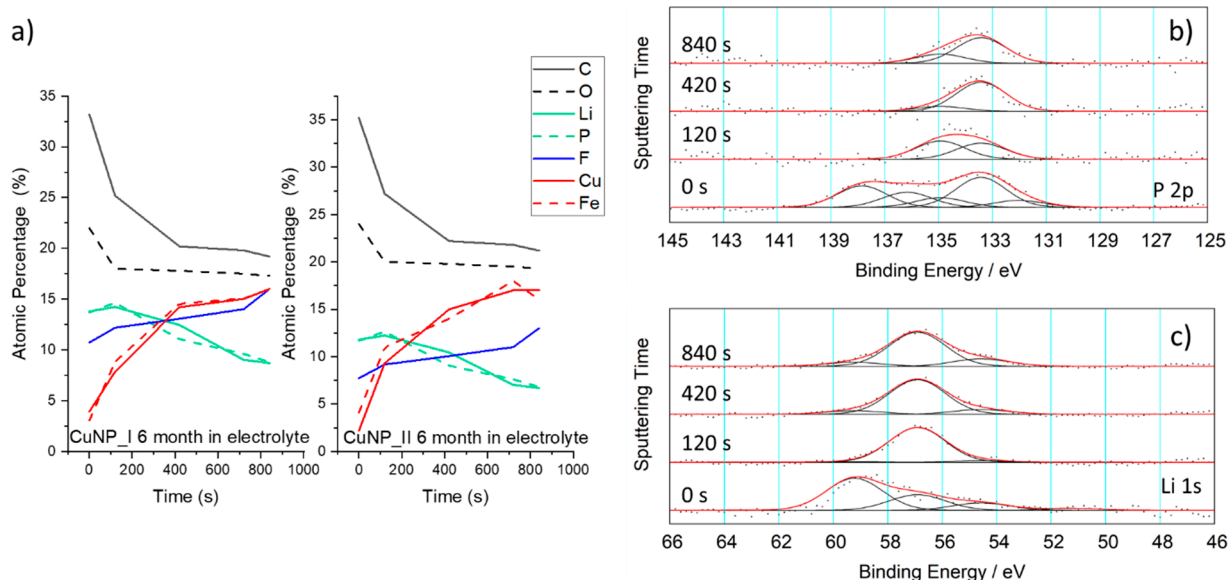 a)
C
O
Li
P
F
Cu
Fe
Atomic Percentage (%)
35
30
25
20
15
10
5
0
CuNP_I 6 month in electrolyte
0 200 400 600 800 1000
Time (s)
Atomic Percentage (%)
35
30
25
20
15
10
5
0
CuNP_II 6 month in electrolyte
0 200 400 600 800 1000
Time (s)
b)
Sputtering Time
840 s
420 s
120 s
0 s
P 2p
145 143 141 139 137 135 133 131 129 127 125
Binding Energy / eV
c)
Sputtering Time
840 s
420 s
120 s
0 s
Li 1s
66 64 62 60 58 56 54 52 50 48 46
Binding Energy / eV